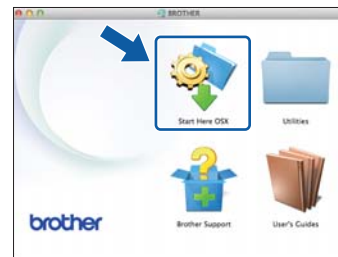 BROTHER
Start Here OSX
Utilities
Brother Support
User's Guides
brother